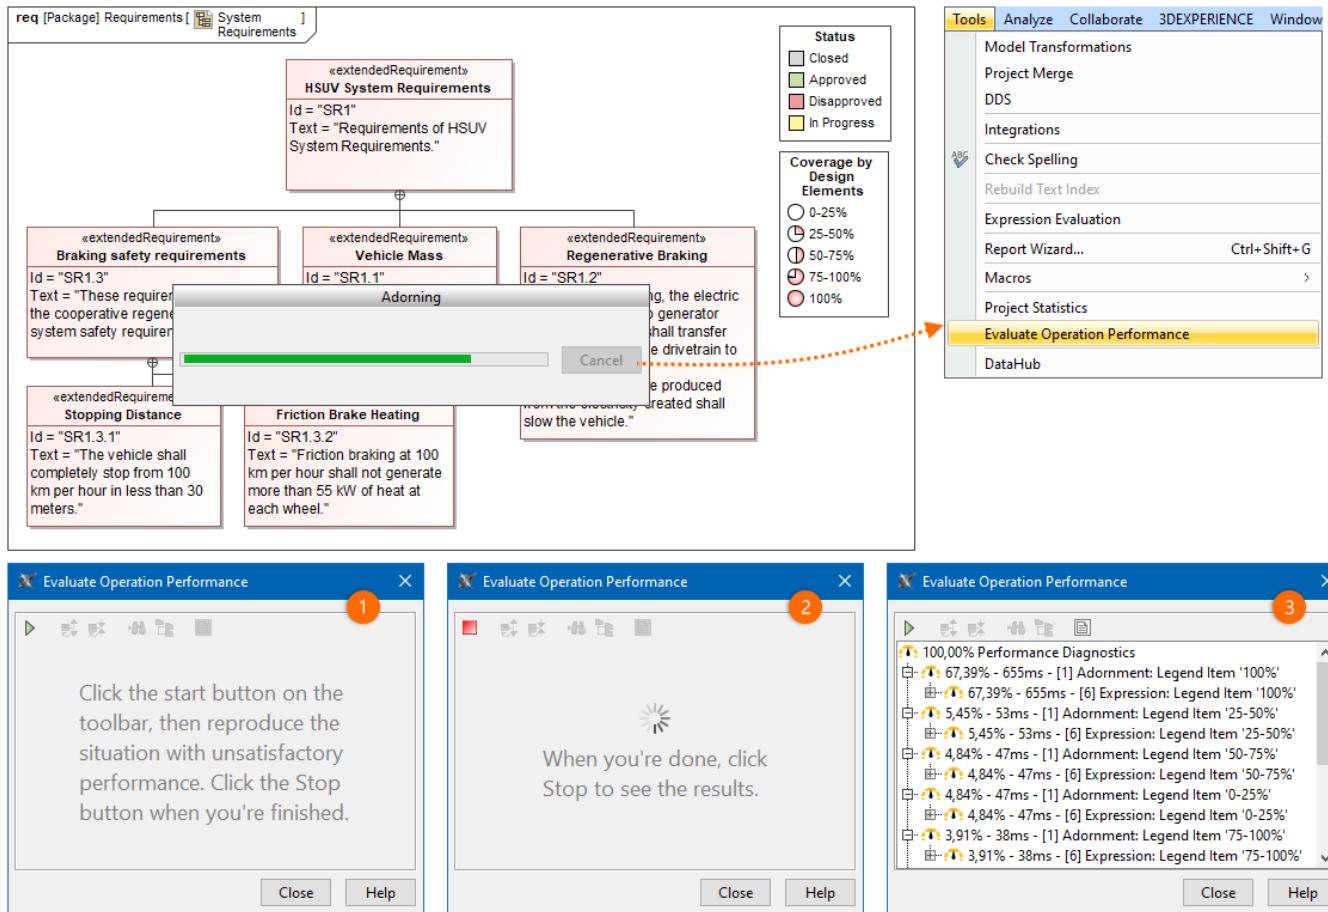 req [Package] Requirements [ System Requirements ]
«extendedRequirement»
HSUV System Requirements
Id = "SR1"
Text = "Requirements of HSUV
System Requirements."
«extendedRequirement»
Braking safety requirements
Id = "SR1.3"
Text = "These
the cooperative
system safety
«extendedRequirement»
Vehicle Mass
Id = "SR1.1"
«extendedRequirement»
Regenerative Braking
Id = "SR1.2"
the electric
generator
shall transfer
drivetrain to
produced
created shall
slow the vehicle."
Adorning
Cancel
Stopping Distance
Id = "SR1.3.1"
Text = "The vehicle shall
completely stop from 100
km per hour in less than 30
meters."
Friction Brake Heating
Id = "SR1.3.2"
Text = "Friction braking at 100
km per hour shall not generate
more than 55 kW of heat at
each wheel."
Status
Closed
Approved
Disapproved
In Progress
Coverage by
Design
Elements
0-25%
25-50%
50-75%
75-100%
100%
Tools Analyze Collaborate 3DEXPERIENCE Window
Model Transformations
Project Merge
DDS
Integrations
ABC Check Spelling
Rebuild Text Index
Expression Evaluation
Report Wizard... Ctrl+Shift+G
Macros
Project Statistics
Evaluate Operation Performance
DataHub
Evaluate Operation Performance
1
Click the start button on the
toolbar, then reproduce the
situation with unsatisfactory
performance. Click the Stop
button when you're finished.
Close Help
Evaluate Operation Performance
2
When you're done, click
Stop to see the results.
Close Help
Evaluate Operation Performance
3
100,00% Performance Diagnostics
67,39% - 655ms - [1] Adornment: Legend Item '100%'
67,39% - 655ms - [6] Expression: Legend Item '100%'
5,45% - 53ms - [1] Adornment: Legend Item '25-50%'
5,45% - 53ms - [6] Expression: Legend Item '25-50%'
4,84% - 47ms - [1] Adornment: Legend Item '50-75%'
4,84% - 47ms - [6] Expression: Legend Item '50-75%'
4,84% - 47ms - [1] Adornment: Legend Item '0-25%'
4,84% - 47ms - [6] Expression: Legend Item '0-25%'
3,91% - 38ms - [1] Adornment: Legend Item '75-100%'
3,91% - 38ms - [6] Expression: Legend Item '75-100%'
Close Help